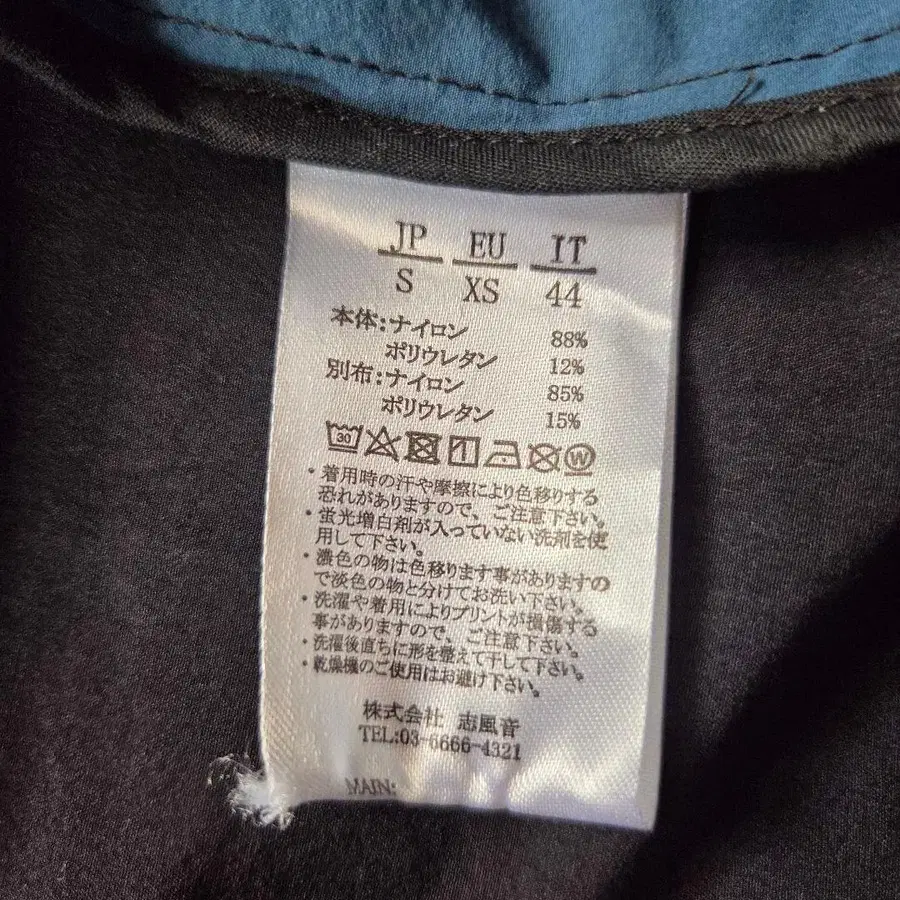 JP EU IT
S XS 44
本体:ナイロン 88%
ポリウレタン 12%
別布:ナイロン 85%
ポリウレタン 15%
30 W
・着用時の汗や摩擦により色移りする
恐れがありますので、ご注意下さい。
・蛍光増白剤が入っていない洗剤を使
用して下さい。
・濃色の物は色移ります事がありますの
で淡色の物と分けてお洗い下さい。
・洗濯や着用によりプリントが損傷する
事がありますので、ご注意下さい。
・洗濯後直ちに形を整えて干して下さい。
・乾燥機のご使用はお避け下さい。
株式会社 志風音
TEL:03-6666-4321
MAIN: